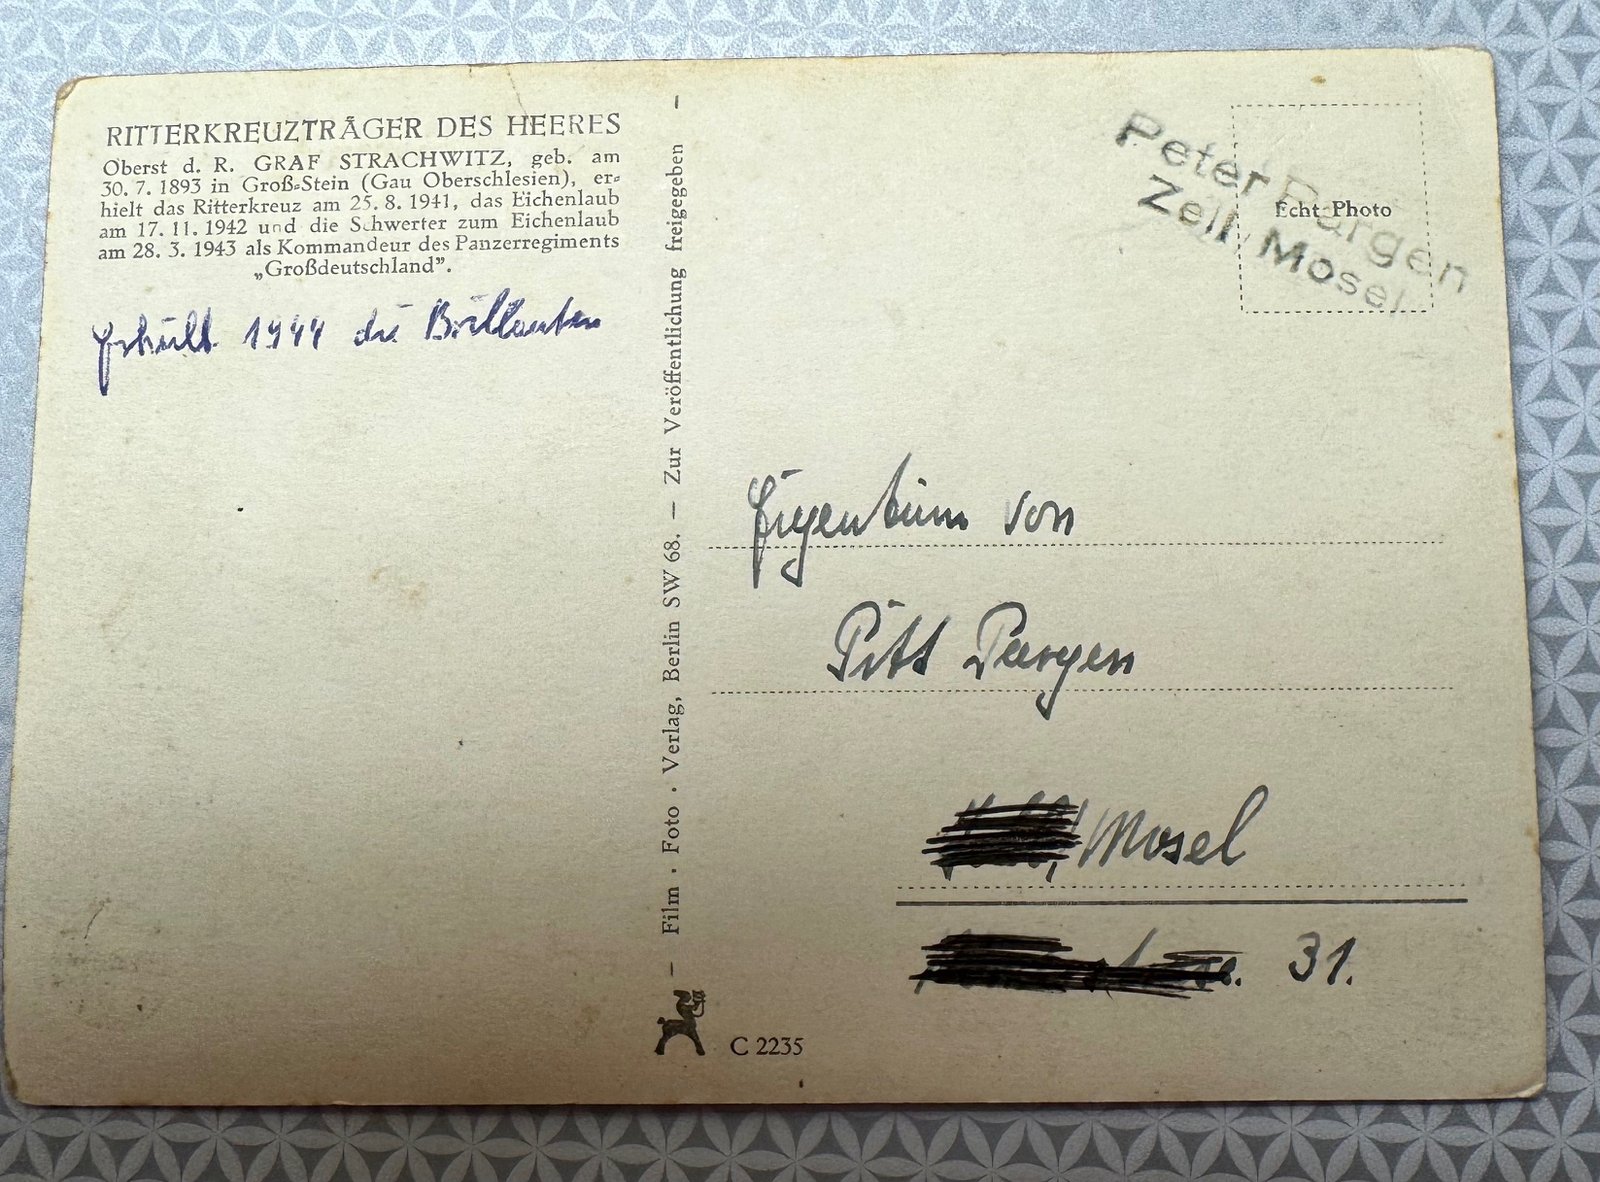 RITTERKREUZTRÄGER DES HEERES
Oberst d. R. GRAF STRACHWITZ, geb. am
30. 7. 1893 in Groß-Stein (Gau Oberschlesien), er-
hielt das Ritterkreuz am 25. 8. 1941, das Eichenlaub
am 17. 11. 1942 und die Schwerter zum Eichenlaub
am 28. 3. 1943 als Kommandeur des Panzerregiments
„Großdeutschland”.
Erhielt 1944 die Brillanten
— Film · Foto · Verlag, Berlin SW 68. — Zur Veröffentlichung freigegeben —
C 2235
Peter Pargen
Zell, Mosel
Echt Photo
Eigentum von
Pitt Pargen
Mosel
31.